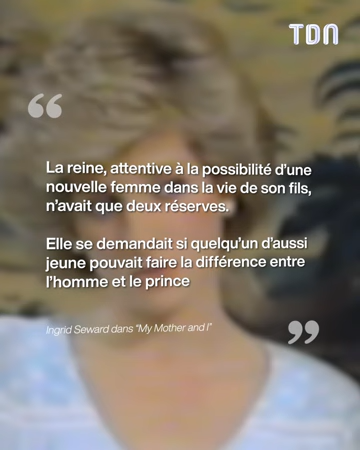 TDN
“
La reine, attentive à la possibilité d’une
nouvelle femme dans la vie de son fils,
n’avait que deux réserves.
Elle se demandait si quelqu’un d’aussi
jeune pouvait faire la différence entre
l’homme et le prince
Ingrid Seward dans “My Mother and I”
”